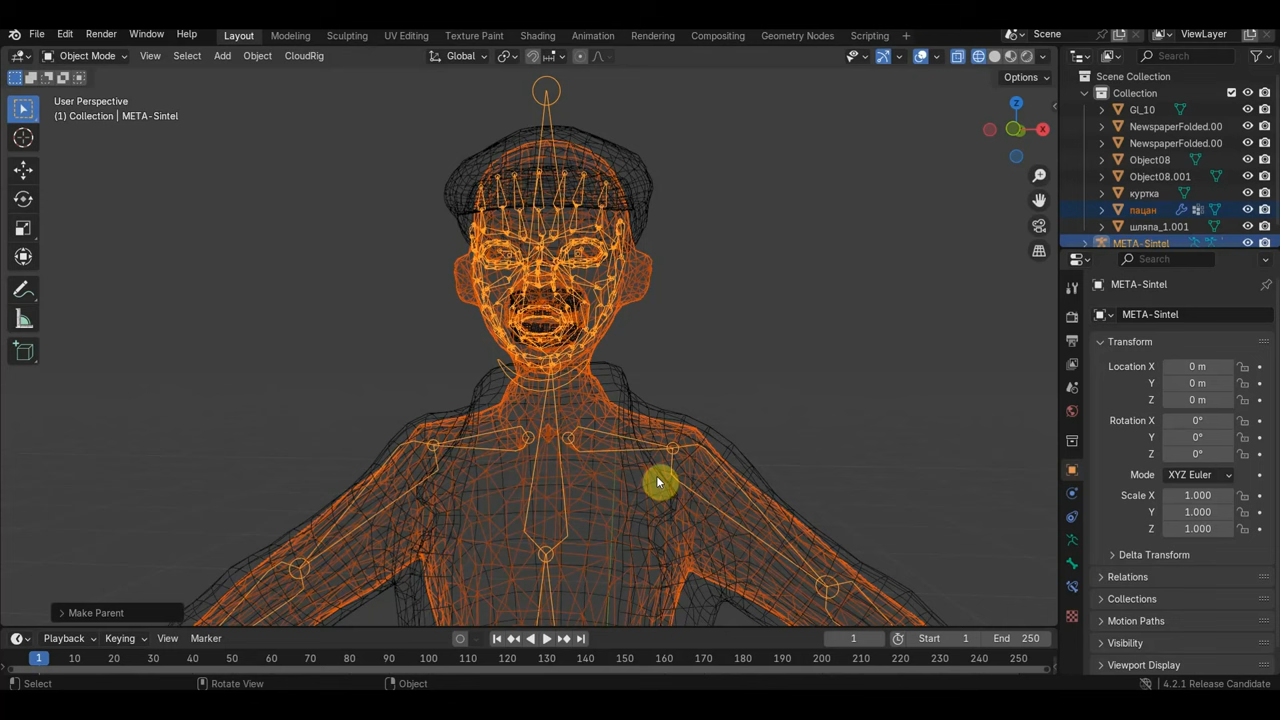 File Edit Render Window Help Layout Modeling Sculpting UV Editing Texture Paint Shading Animation Rendering Compositing Geometry Nodes Scripting Scene ViewLayer
Object Mode View Select Add Object CloudRig Global Search
Options
User Perspective
(1) Collection | META-Sintel
Z
X
Scene Collection
Collection
GI_10
NewspaperFolded.00
NewspaperFolded.00
Object08
Object08.001
куртка
пацан
шляпа_1.001
META-Sintel
Search
META-Sintel
META-Sintel
Transform
Location X 0 m
Y 0 m
Z 0 m
Rotation X 0°
Y 0°
Z 0°
Mode XYZ Euler
Scale X 1.000
Y 1.000
Z 1.000
Delta Transform
Relations
Collections
Motion Paths
Visibility
Viewport Display
Make Parent
Playback Keying View Marker 1 Start 1 End 250
1 10 20 30 40 50 60 70 80 90 100 110 120 130 140 150 160 170 180 190 200 210 220 230 240 250
Select Rotate View Object 4.2.1 Release Candidate